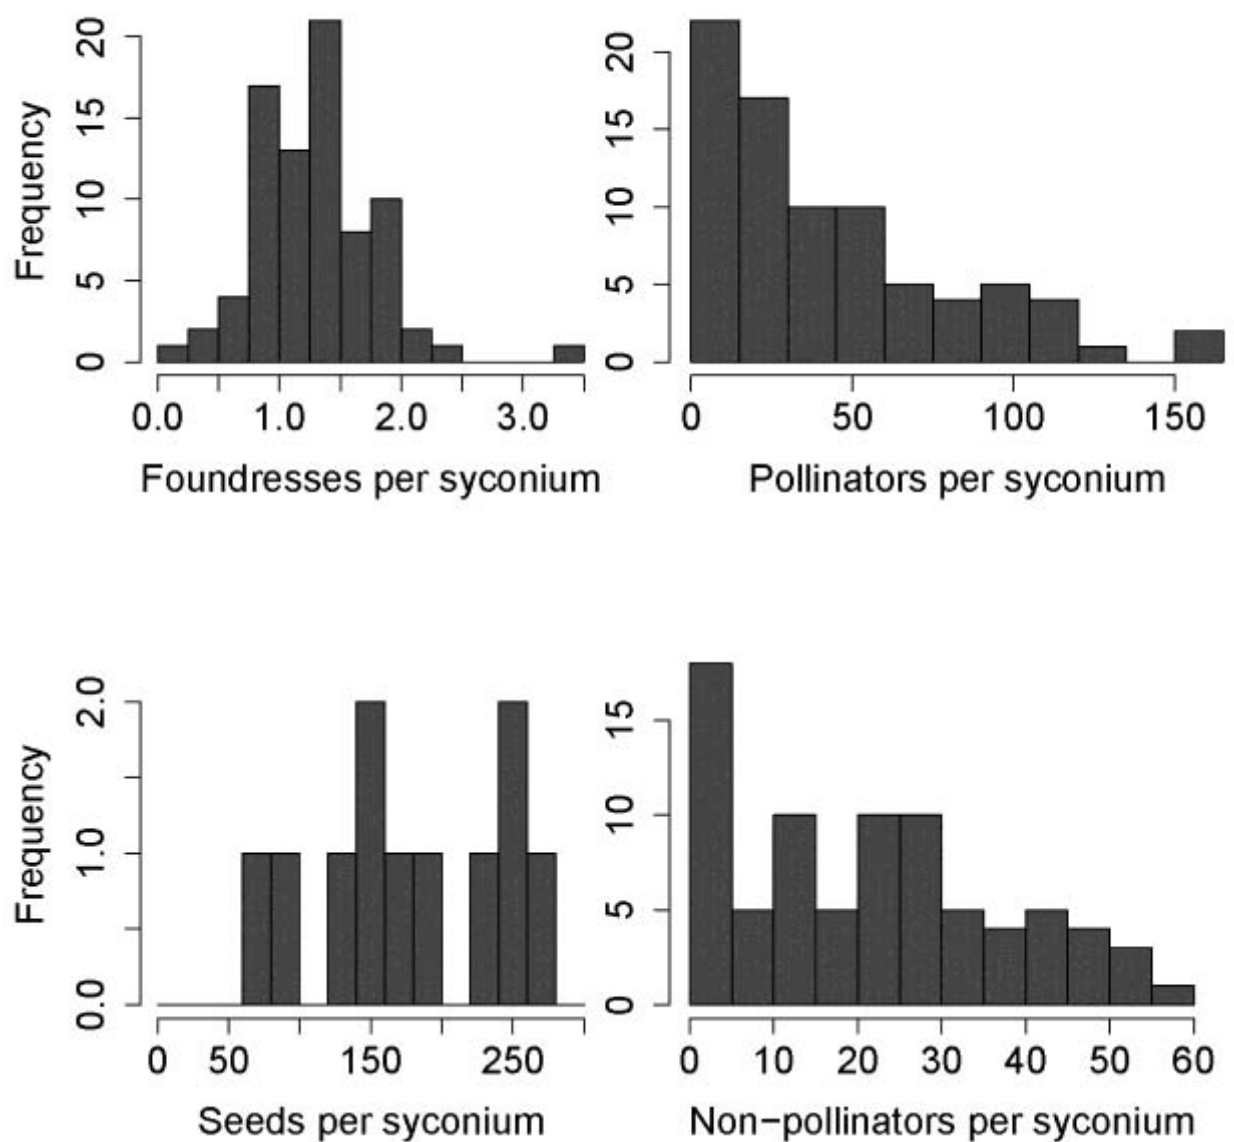 Frequency
20
15
10
5
0
0.0 1.0 2.0 3.0
Foundresses per syconium
20
15
10
5
0
0 50 100 150
Pollinators per syconium
Frequency
2.0
1.0
0.0
0 50 150 250
Seeds per syconium
15
10
5
0
0 10 20 30 40 50 60
Non−pollinators per syconium